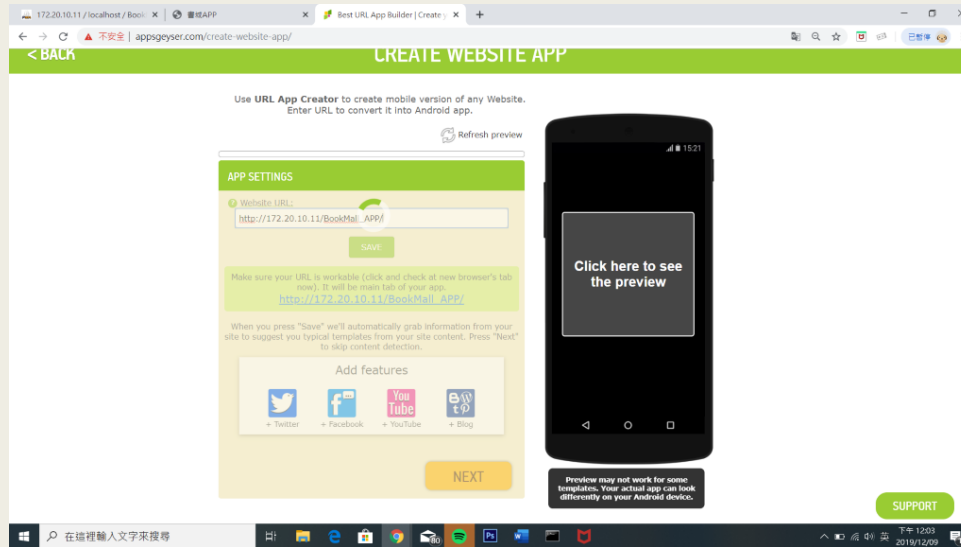 172.20.10.11 / localhost / Book
書城APP
Best URL App Builder | Create y
不安全 | appsgeyser.com/create-website-app/
已暫停
< BACK
CREATE WEBSITE APP
Use URL App Creator to create mobile version of any Website.
Enter URL to convert it into Android app.
Refresh preview
15:21
APP SETTINGS
Website URL:
http://172.20.10.11/BookMall_APP/
SAVE
Make sure your URL is workable (click and check at new browser's tab
now). It will be main tab of your app.
http://172.20.10.11/BookMall_APP/
When you press "Save" we'll automatically grab information from your
site to suggest you typical templates from your site content. Press "Next"
to skip content detection.
Add features
You
Tube
+ Twitter
+ Facebook
+ YouTube
+ Blog
NEXT
Click here to see
the preview
Preview may not work for some
templates. Your actual app can look
differently on your Android device.
SUPPORT
在這裡輸入文字來搜尋
80
Ps
英
下午 12:03
2019/12/09